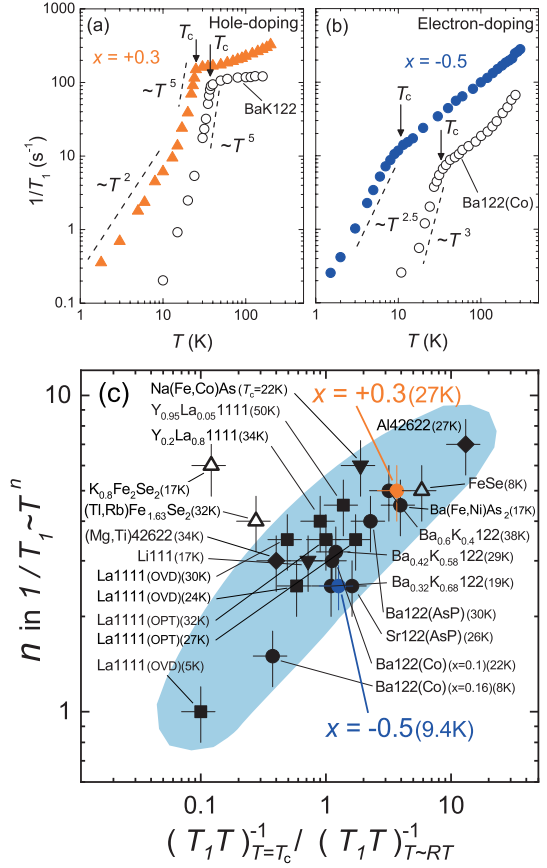 (a)
Hole-doping
T_c
T_c
x = +0.3
~T^5
BaK122
~T^5
~T^2
1/T_1 (s^-1)
1000
100
10
1
0.1
1
10
100
T (K)
(b)
Electron-doping
x = -0.5
T_c
T_c
Ba122(Co)
~T^2.5
~T^3
1
10
100
T (K)
(c)
Na(Fe,Co)As(T_c=22K)
x = +0.3(27K)
Y_0.95La_0.05 1111(50K)
Al42622(27K)
Y_0.2La_0.8 1111(34K)
K_0.8Fe_2Se_2(17K)
FeSe(8K)
(Tl,Rb)Fe_1.63Se_2(32K)
Ba(Fe,Ni)As_2(17K)
(Mg,Ti)42622(34K)
Ba_0.6K_0.4 122(38K)
Li111(17K)
Ba_0.42K_0.58 122(29K)
La1111(OVD)(30K)
Ba_0.32K_0.68 122(19K)
La1111(OVD)(24K)
Ba122(AsP)(30K)
La1111(OPT)(32K)
Sr122(AsP)(26K)
La1111(OPT)(27K)
Ba122(Co)(x=0.1)(22K)
La1111(OVD)(5K)
Ba122(Co)(x=0.16)(8K)
x = -0.5(9.4K)
n in 1/T_1~T^n
10
1
0.1
1
10
(T_1T)^-1_T=T_c / (T_1T)^-1_T~RT